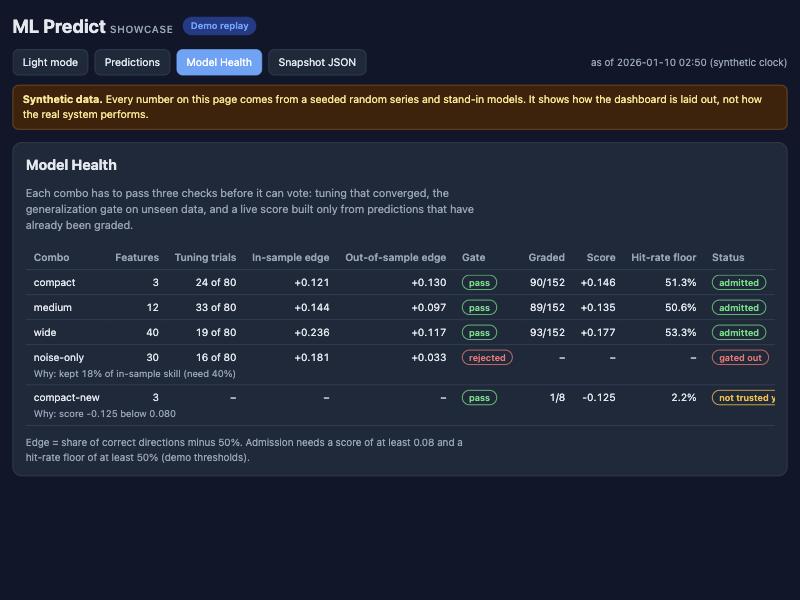 ML Predict SHOWCASE Demo replay
Light mode Predictions Model Health Snapshot JSON as of 2026-01-10 02:50 (synthetic clock)
Synthetic data. Every number on this page comes from a seeded random series and stand-in models. It shows how the dashboard is laid out, not how
the real system performs.
Model Health
Each combo has to pass three checks before it can vote: tuning that converged, the
generalization gate on unseen data, and a live score built only from predictions that have
already been graded.
Combo Features Tuning trials In-sample edge Out-of-sample edge Gate Graded Score Hit-rate floor Status
compact 3 24 of 80 +0.121 +0.130 pass 90/152 +0.146 51.3% admitted
medium 12 33 of 80 +0.144 +0.097 pass 89/152 +0.135 50.6% admitted
wide 40 19 of 80 +0.236 +0.117 pass 93/152 +0.177 53.3% admitted
noise-only 30 16 of 80 +0.181 +0.033 rejected – – – gated out
Why: kept 18% of in-sample skill (need 40%)
compact-new 3 – – – pass 1/8 -0.125 2.2% not trusted y
Why: score -0.125 below 0.080
Edge = share of correct directions minus 50%. Admission needs a score of at least 0.08 and a
hit-rate floor of at least 50% (demo thresholds).